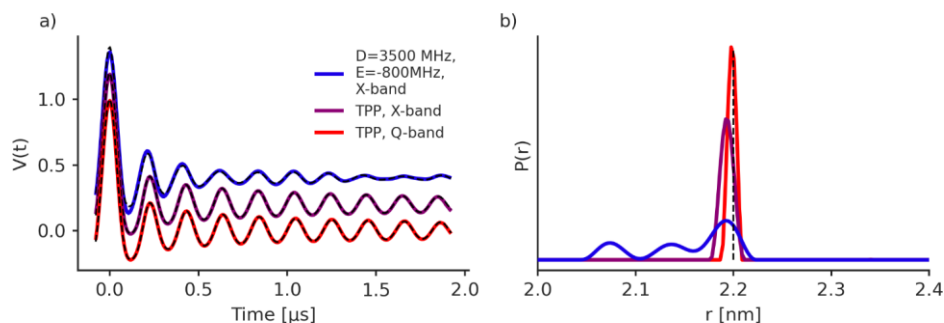 a)
b)
D=3500 MHz,
E=-800MHz,
X-band
TPP, X-band
TPP, Q-band
V(t)
1.0
0.5
0.0
0.0 0.5 1.0 1.5 2.0
Time [μs]
P(r)
2.0 2.1 2.2 2.3 2.4
r [nm]